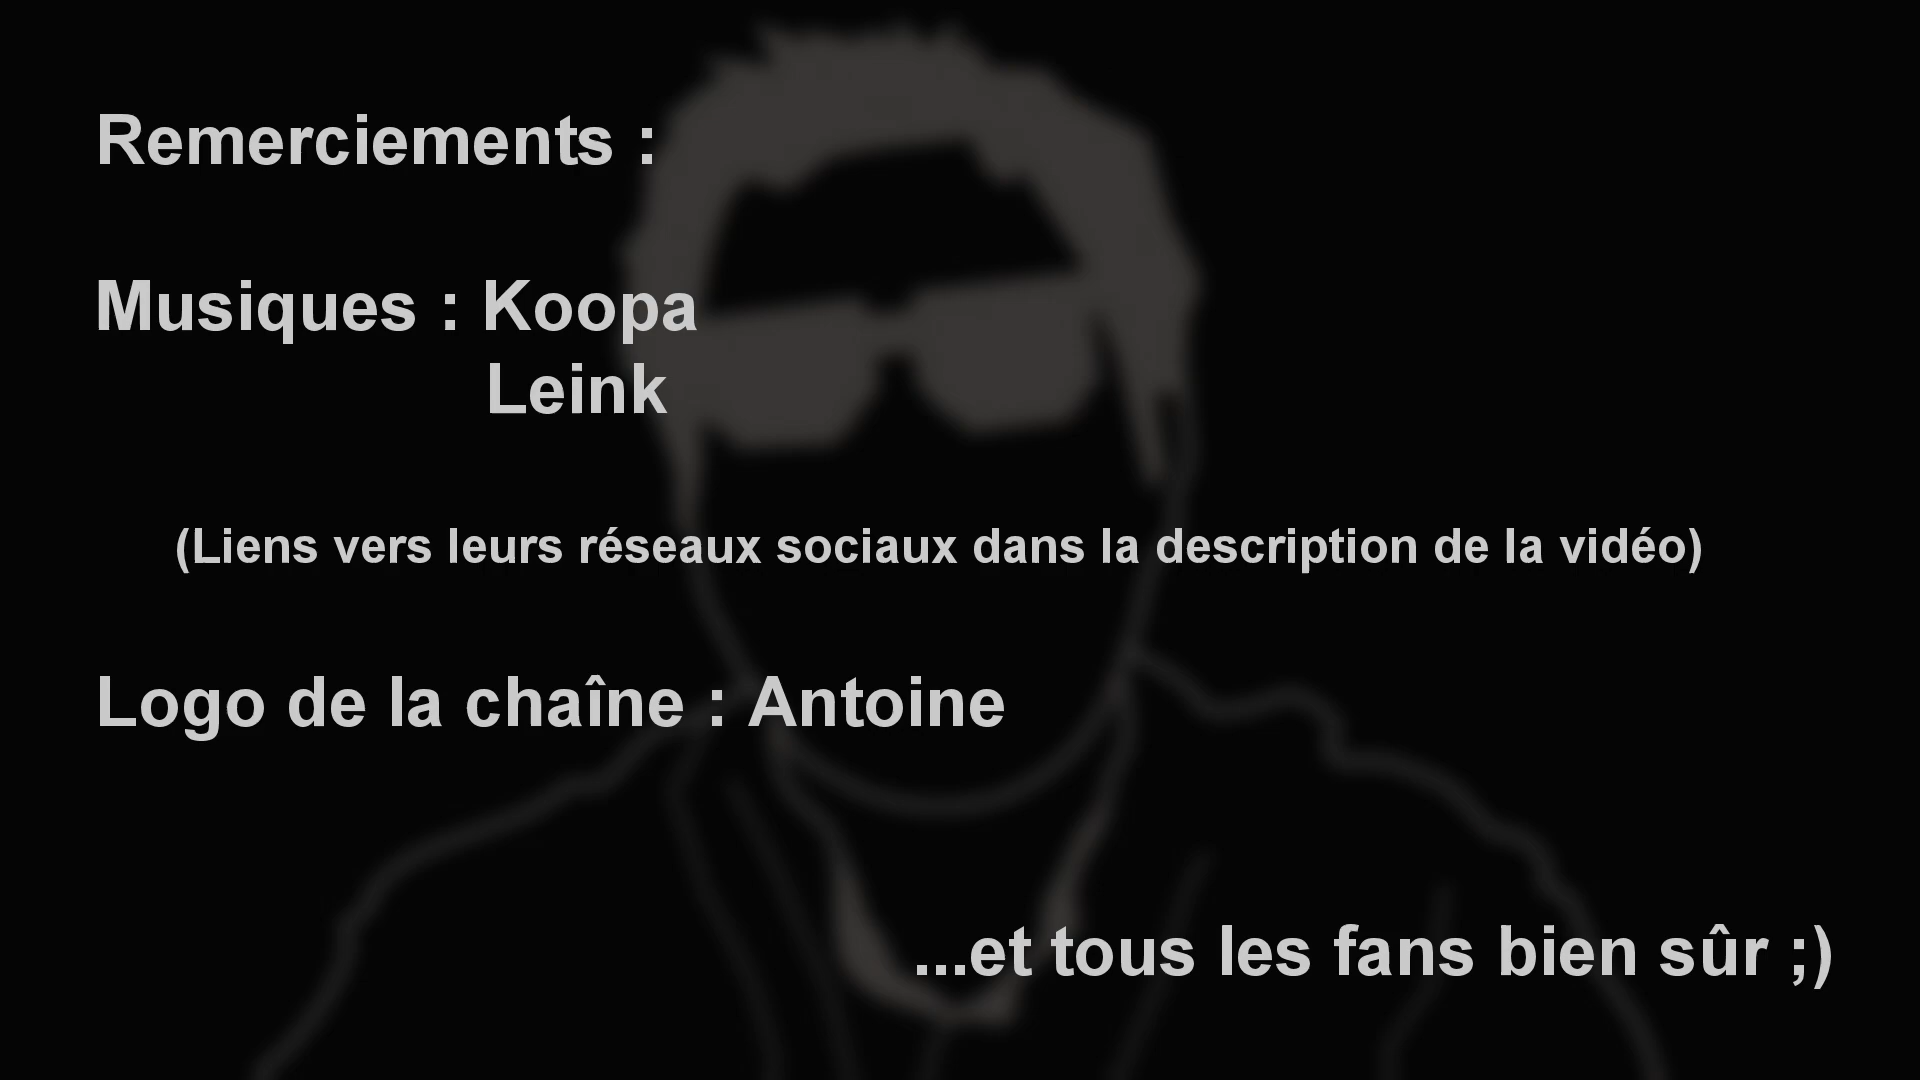 Remerciements :
Musiques : Koopa
Leink
(Liens vers leurs réseaux sociaux dans la description de la vidéo)
Logo de la chaîne : Antoine
...et tous les fans bien sûr ;)